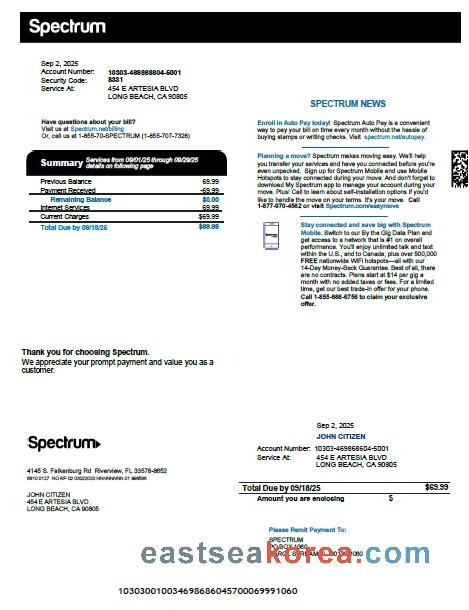 Spectrum
Sep 2, 2025
Account Number: 10303-469868604-5001
Security Code: 8331
Service At: 454 E ARTESIA BLVD
LONG BEACH, CA 90805
Have questions about your bill?
Visit us at Spectrum.net/billing
Or, call us at 1-855-70-SPECTRUM (1-855-707-7328)
Summary Services from 09/01/25 through 09/29/25
details on following page
Previous Balance 69.99
Payment Received -69.99
Remaining Balance $0.00
Internet Services 69.99
Current Charges $69.99
Total Due by 09/18/25 $69.99
SPECTRUM NEWS
Enroll in Auto Pay today! Spectrum Auto Pay is a convenient
way to pay your bill on time every month without the hassle of
buying stamps or writing checks. Visit spectrum.net/autopay.
Planning a move? Spectrum makes moving easy. We'll help
you transfer your services and have you connected before you're
even unpacked. Sign up for Spectrum Mobile and use Mobile
Hotspots to stay connected during your move. And don't forget to
download My Spectrum app to manage your account during your
move. Plus! Call to learn about self-installation options if you'd
like to handle the move on your terms. It's your move. Call
1-877-970-4562 or visit Spectrum.com/easymove
Stay connected and save big with Spectrum
Mobile. Switch to our By the Gig Data Plan and
get access to a network that is #1 on overall
performance. You'll enjoy unlimited talk and text
within the U.S., and to Canada, plus over 500,000
FREE nationwide WiFi hotspots—all with our
14-Day Money-Back Guarantee. Best of all, there
are no contracts. Plans start at $14 per gig a
month with no added taxes or fees. For a limited
time, get our best trade-in offer for your phone.
Call 1-855-688-6756 to claim your exclusive
offer.
Thank you for choosing Spectrum.
We appreciate your prompt payment and value you as a
customer.
Sep 2, 2025
JOHN CITIZEN
Account Number: 10303-469868604-5001
Service At: 454 E ARTESIA BLVD
LONG BEACH, CA 90805
Spectrum
4145 S. Falkenburg Rd Riverview, FL 33578-8652
JOHN CITIZEN
454 E ARTESIA BLVD
LONG BEACH, CA 90805
Total Due by 09/18/25 $69.99
Amount you are enclosing $
Please Remit Payment To:
SPECTRUM
PO BOX 1060
eastseakorea.com
1030300100346986860457000699​91060